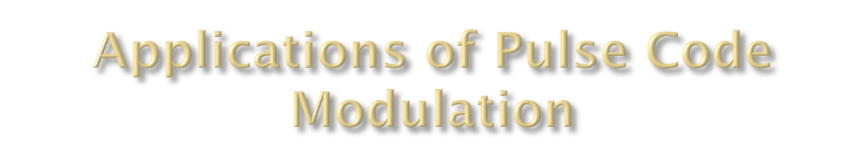 Applications of Pulse Code
Modulation